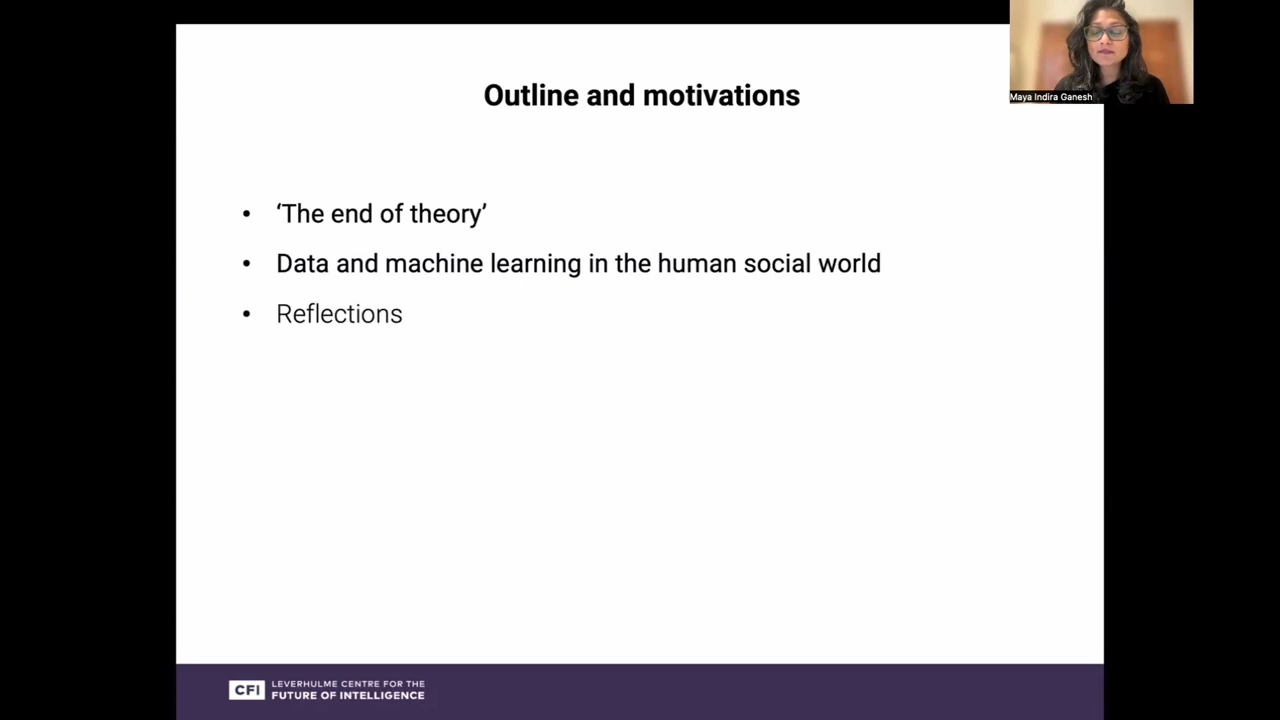 Outline and motivations
Maya Indira Ganesh
• ‘The end of theory’
• Data and machine learning in the human social world
• Reflections
CFI
LEVERHULME CENTRE FOR THE
FUTURE OF INTELLIGENCE